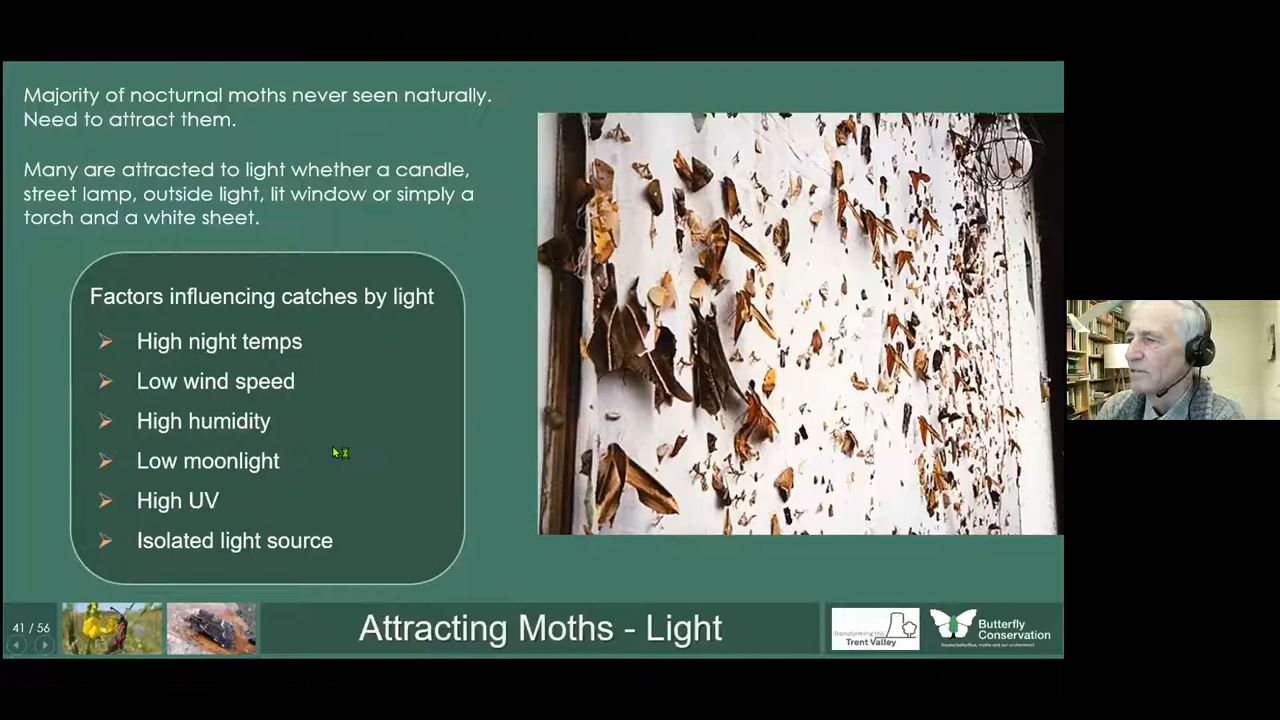 Majority of nocturnal moths never seen naturally.
Need to attract them.
Many are attracted to light whether a candle,
street lamp, outside light, lit window or simply a
torch and a white sheet.
Factors influencing catches by light
High night temps
Low wind speed
High humidity
Low moonlight
High UV
Isolated light source
41 / 56
Attracting Moths - Light
Transforming the
Trent Valley
Butterfly
Conservation